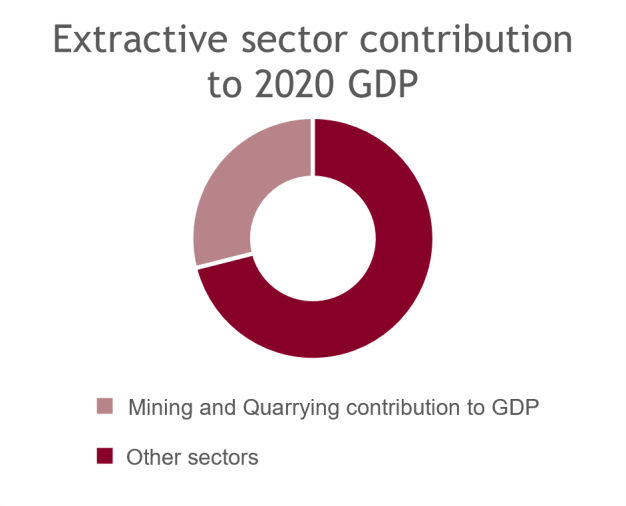 Extractive sector contribution
to 2020 GDP
Mining and Quarrying contribution to GDP
Other sectors